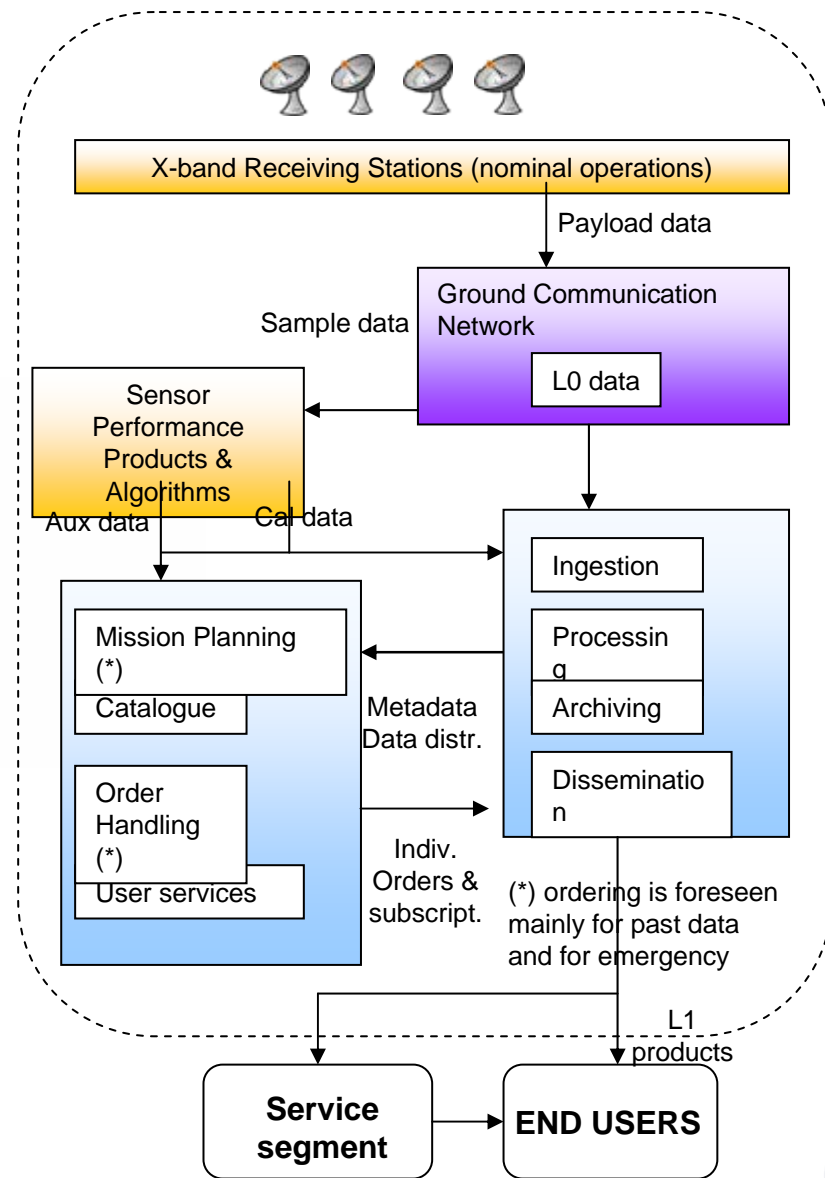 X-band Receiving Stations (nominal operations)
Payload data
Ground Communication
Network
L0 data
Sample data
Sensor
Performance
Products &
Algorithms
Aux data
Cal data
Ingestion
Processin
g
Archiving
Disseminatio
n
Mission Planning
(*)
Catalogue
Order
Handling
(*)
User services
Metadata
Data distr.
Indiv.
Orders &
subscript.
(*) ordering is foreseen
mainly for past data
and for emergency
L1
products
Service
segment
END USERS